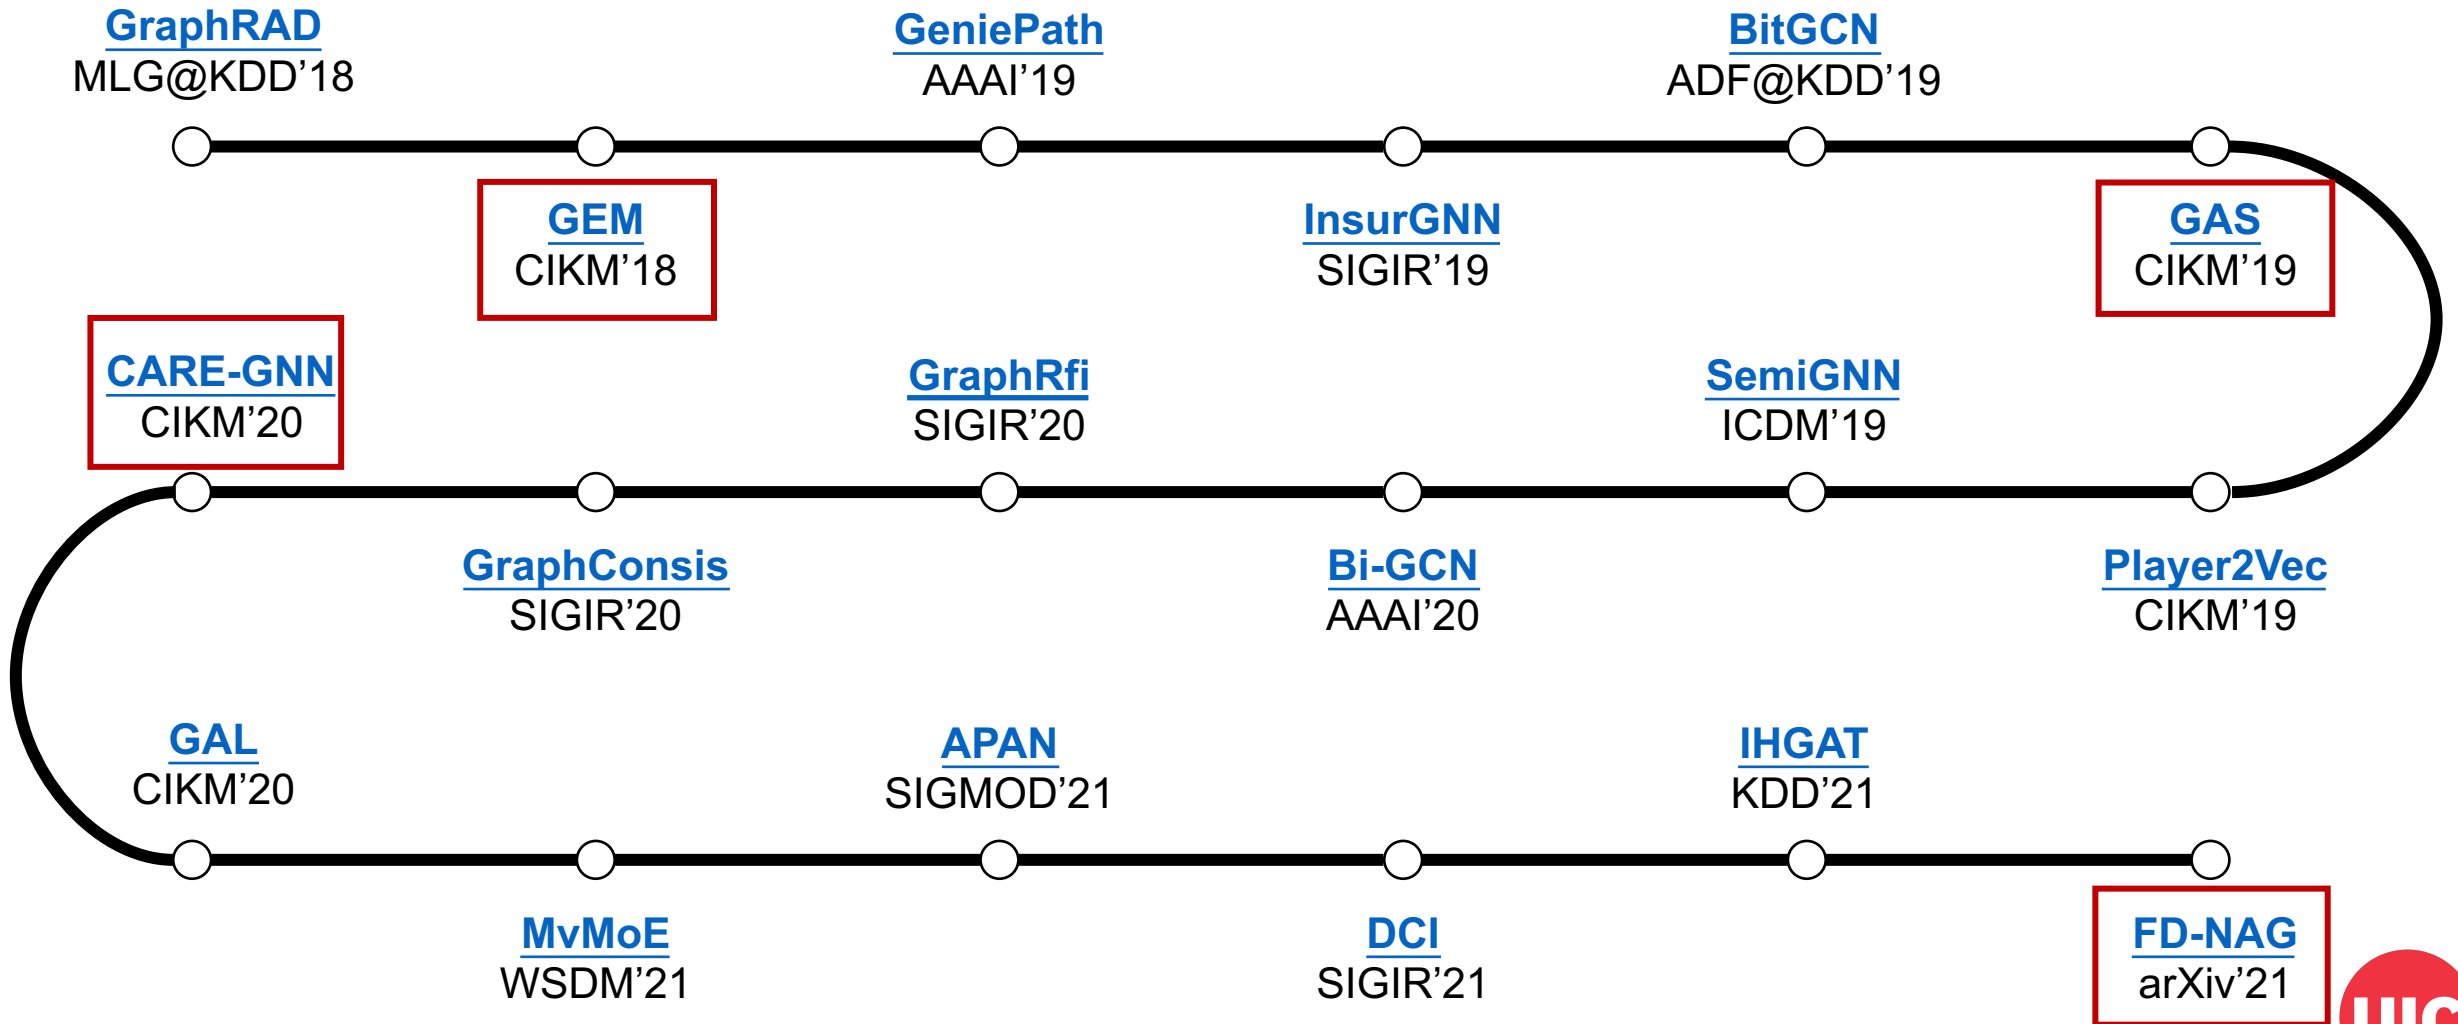 GraphRAD
MLG@KDD’18
GeniePath
AAAI’19
BitGCN
ADF@KDD’19
GEM
CIKM’18
InsurGNN
SIGIR’19
GAS
CIKM’19
CARE-GNN
CIKM’20
GraphRfi
SIGIR’20
SemiGNN
ICDM’19
GraphConsis
SIGIR’20
Bi-GCN
AAAI’20
Player2Vec
CIKM’19
GAL
CIKM’20
APAN
SIGMOD’21
IHGAT
KDD’21
MvMoE
WSDM’21
DCI
SIGIR’21
FD-NAG
arXiv’21
UIC